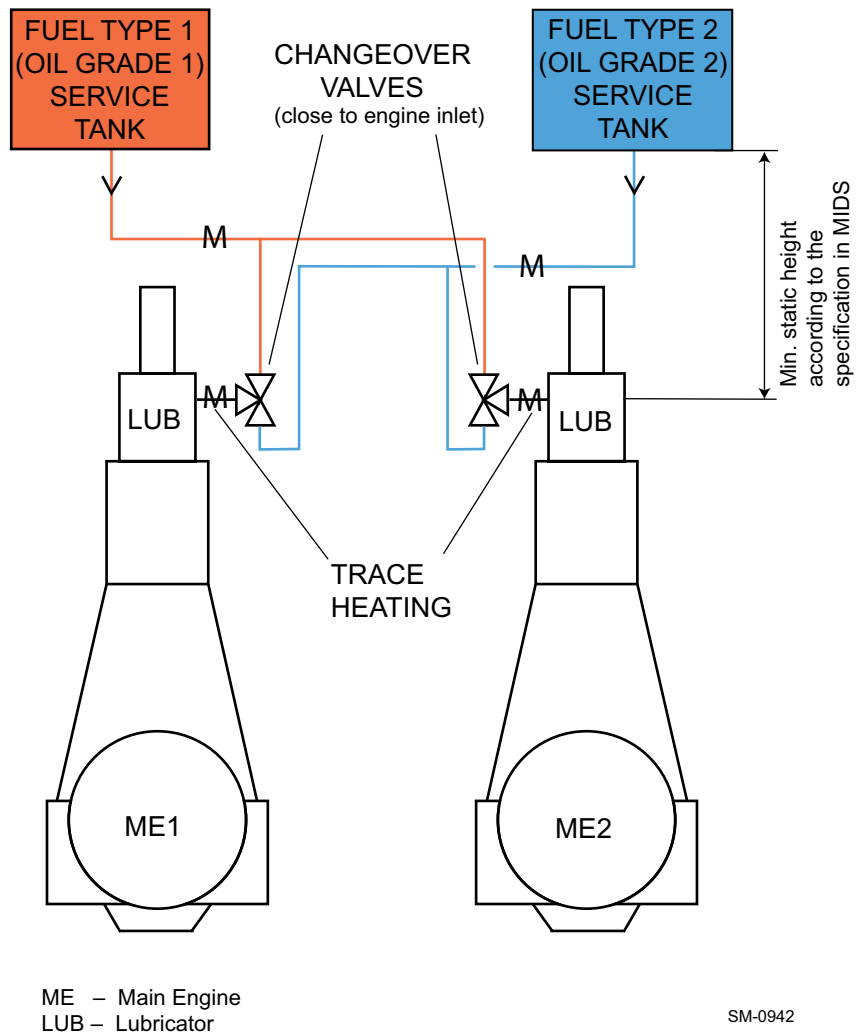 FUEL TYPE 1
(OIL GRADE 1)
SERVICE
TANK
CHANGEOVER
VALVES
(close to engine inlet)
FUEL TYPE 2
(OIL GRADE 2)
SERVICE
TANK
M
M
Min. static height
according to the
specification in MIDS
LUB
M
M
LUB
TRACE
HEATING
ME1
ME2
ME – Main Engine
LUB – Lubricator
SM-0942